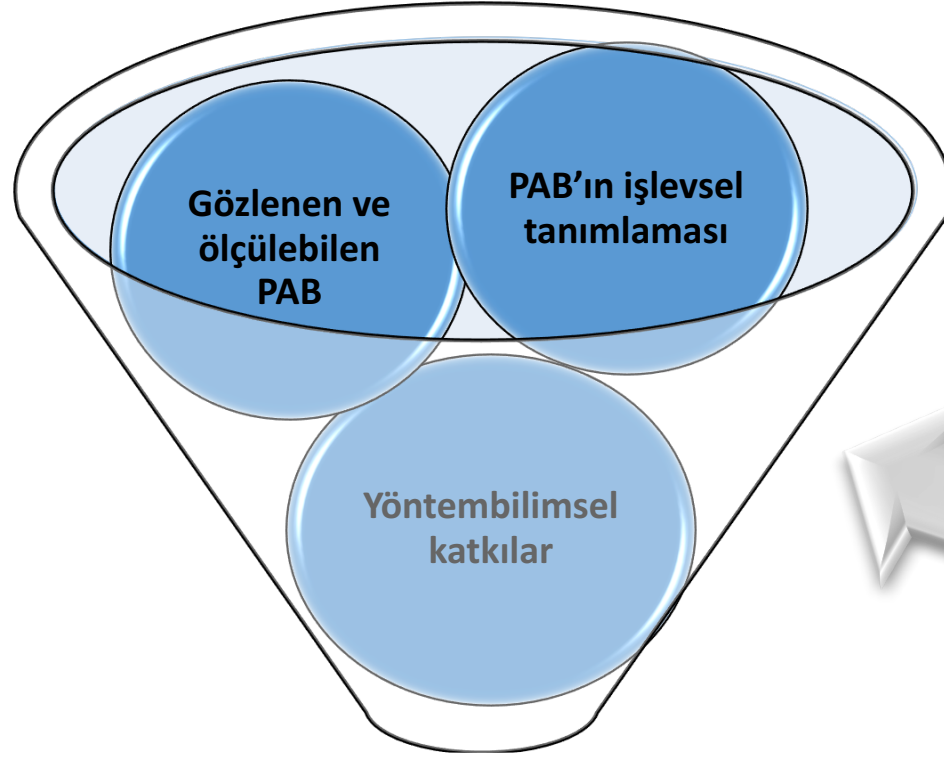 Gözlenen ve
ölçülebilen
PAB
PAB’ın işlevsel
tanımlaması
Yöntembilimsel
katkılar